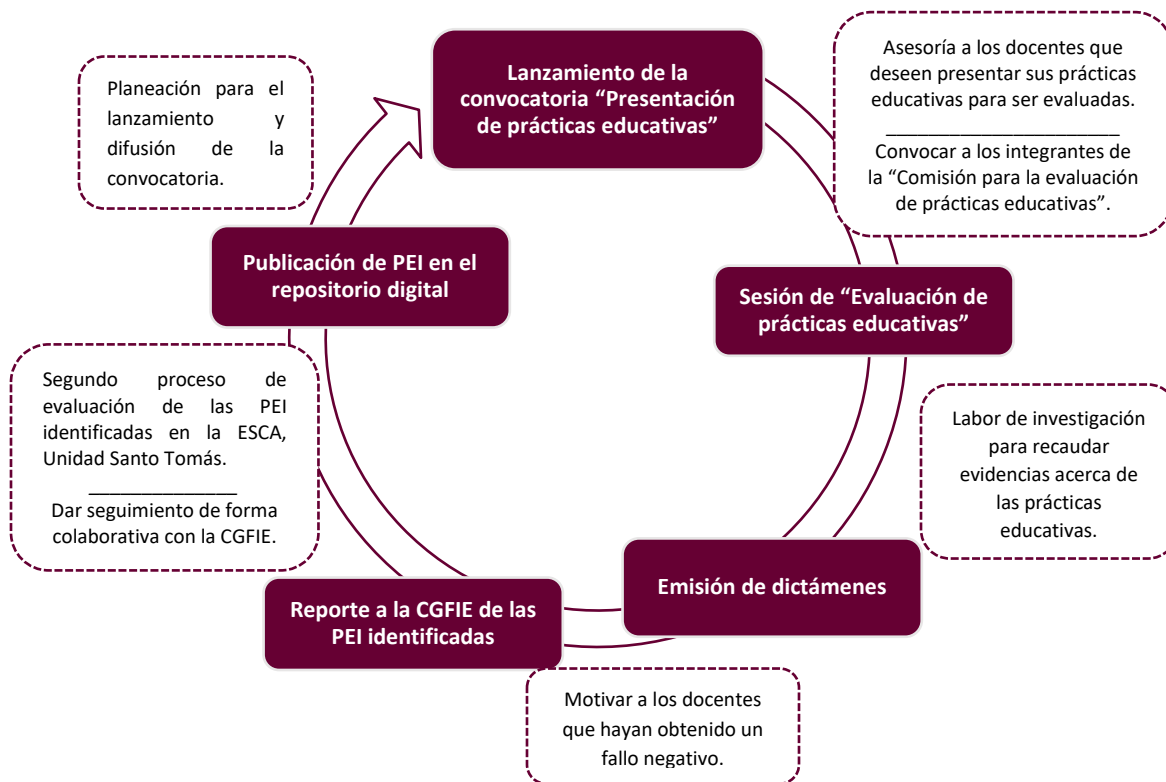 Lanzamiento de la
convocatoria “Presentación
de prácticas educativas”
Asesoría a los docentes que
deseen presentar sus prácticas
educativas para ser evaluadas.
Convocar a los integrantes de
la “Comisión para la evaluación
de prácticas educativas”.
Sesión de “Evaluación de
prácticas educativas”
Labor de investigación
para recaudar
evidencias acerca de
las prácticas
educativas.
Emisión de dictámenes
Motivar a los docentes
que hayan obtenido un
fallo negativo.
Reporte a la CGFIE de las
PEI identificadas
Segundo proceso de
evaluación de las PEI
identificadas en la ESCA,
Unidad Santo Tomás.
Dar seguimiento de forma
colaborativa con la CGFIE.
Publicación de PEI en el
repositorio digital
Planeación para el
lanzamiento y
difusión de la
convocatoria.